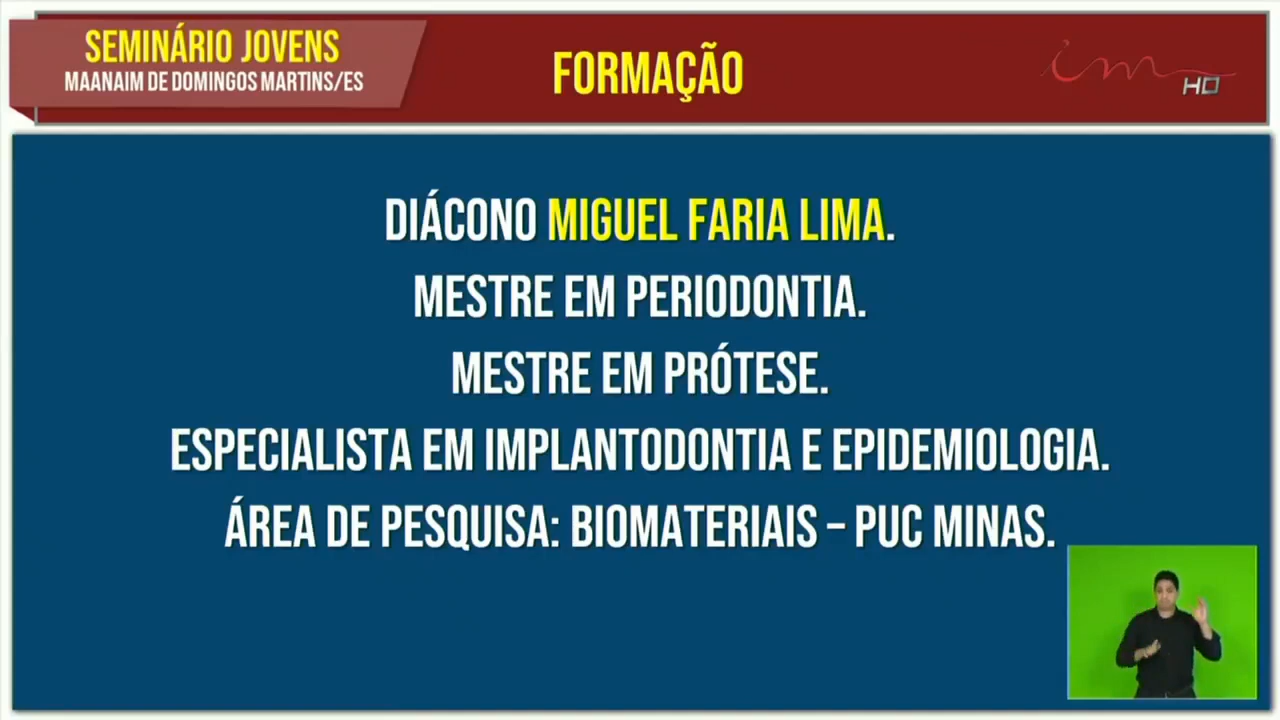 SEMINÁRIO JOVENS
MAANAIM DE DOMINGOS MARTINS/ES
FORMAÇÃO
im
HD
DIÁCONO MIGUEL FARIA LIMA.
MESTRE EM PERIODONTIA.
MESTRE EM PRÓTESE.
ESPECIALISTA EM IMPLANTODONTIA E EPIDEMIOLOGIA.
ÁREA DE PESQUISA: BIOMATERIAIS – PUC MINAS.